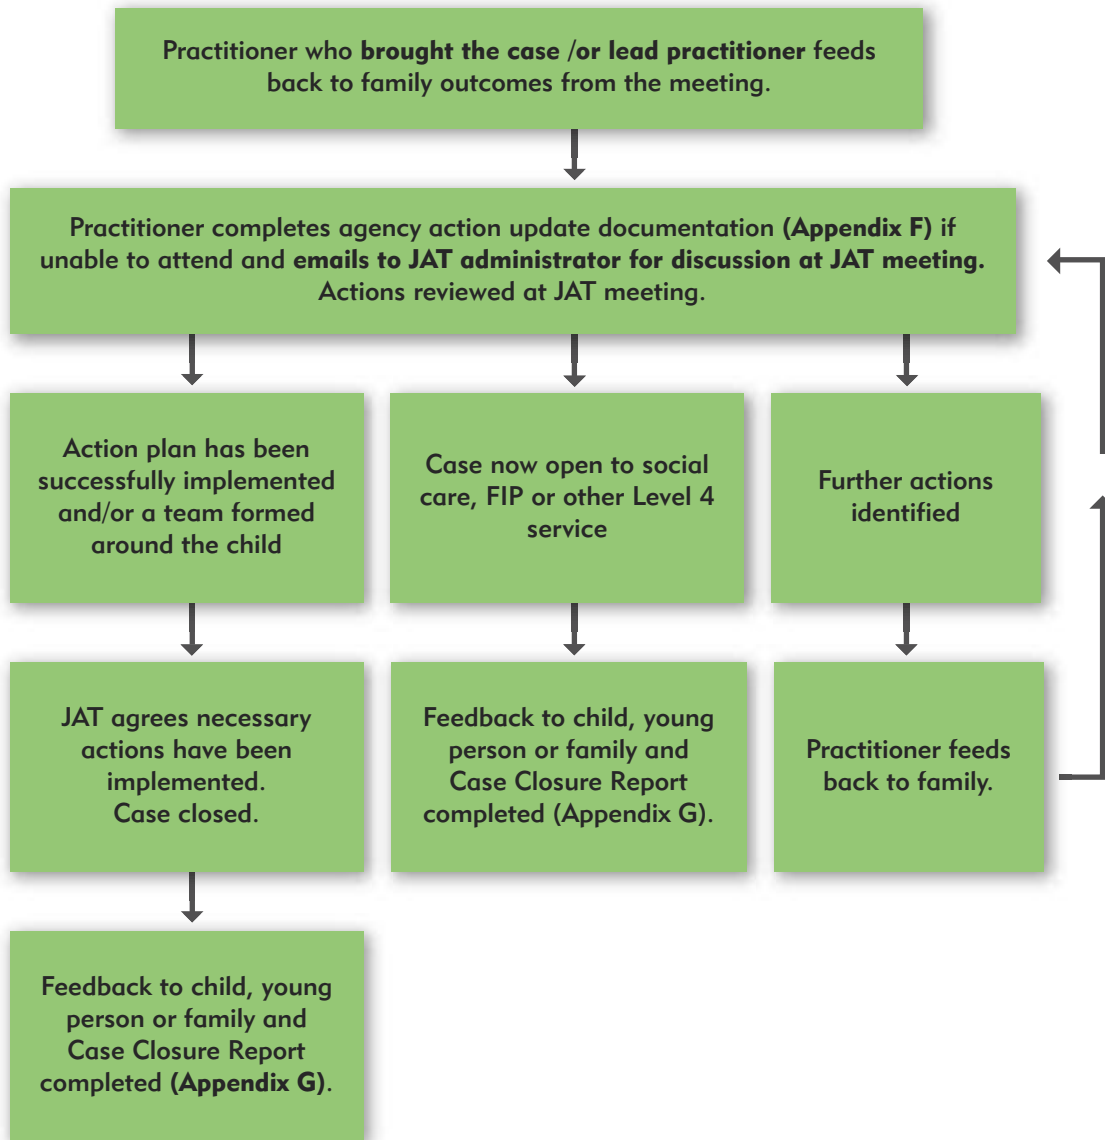 Practitioner who brought the case /or lead practitioner feeds
back to family outcomes from the meeting.
Practitioner completes agency action update documentation (Appendix F) if
unable to attend and emails to JAT administrator for discussion at JAT meeting.
Actions reviewed at JAT meeting.
Action plan has been
successfully implemented
and/or a team formed
around the child
Case now open to social
care, FIP or other Level 4
service
Further actions
identified
JAT agrees necessary
actions have been
implemented.
Case closed.
Feedback to child, young
person or family and
Case Closure Report
completed (Appendix G).
Practitioner feeds
back to family.
Feedback to child, young
person or family and
Case Closure Report
completed (Appendix G).